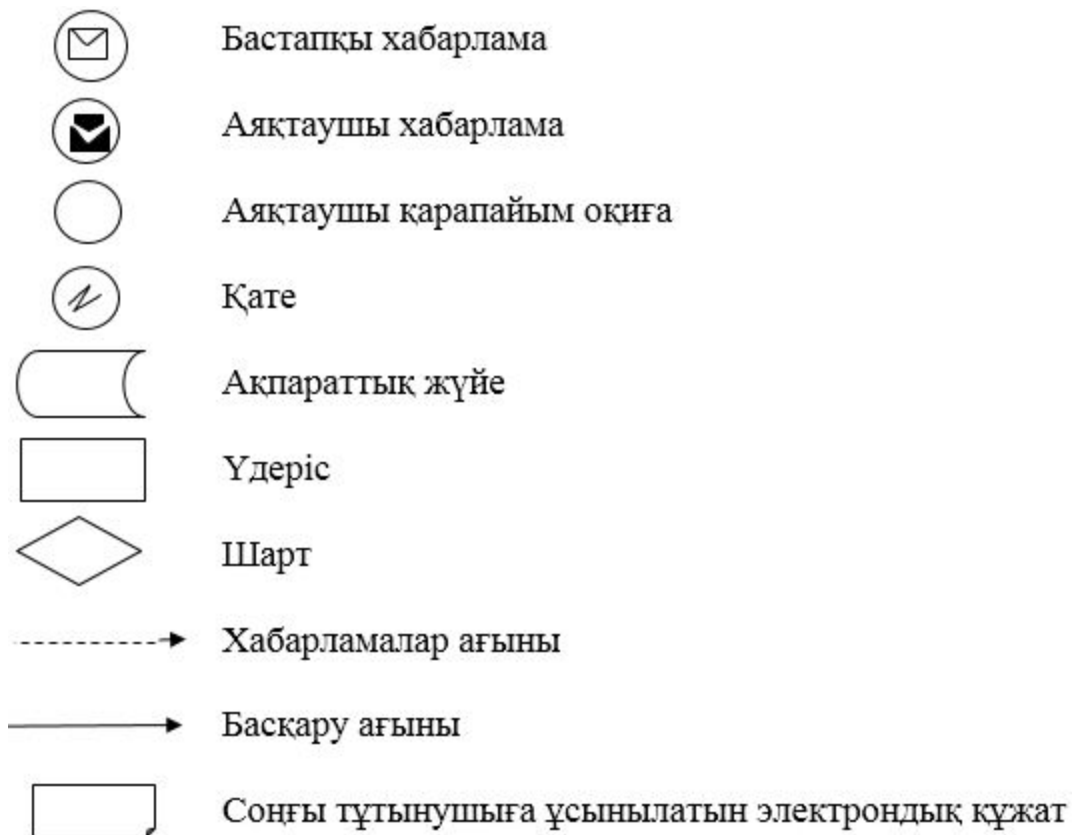 Бастапқы хабарлама
Аяқтаушы хабарлама
Аяқтаушы қарапайым оқиға
Қате
Ақпараттық жүйе
Үдеріс
Шарт
Хабарламалар ағыны
Басқару ағыны
Соңғы тұтынушыға ұсынылатын электрондық құжат